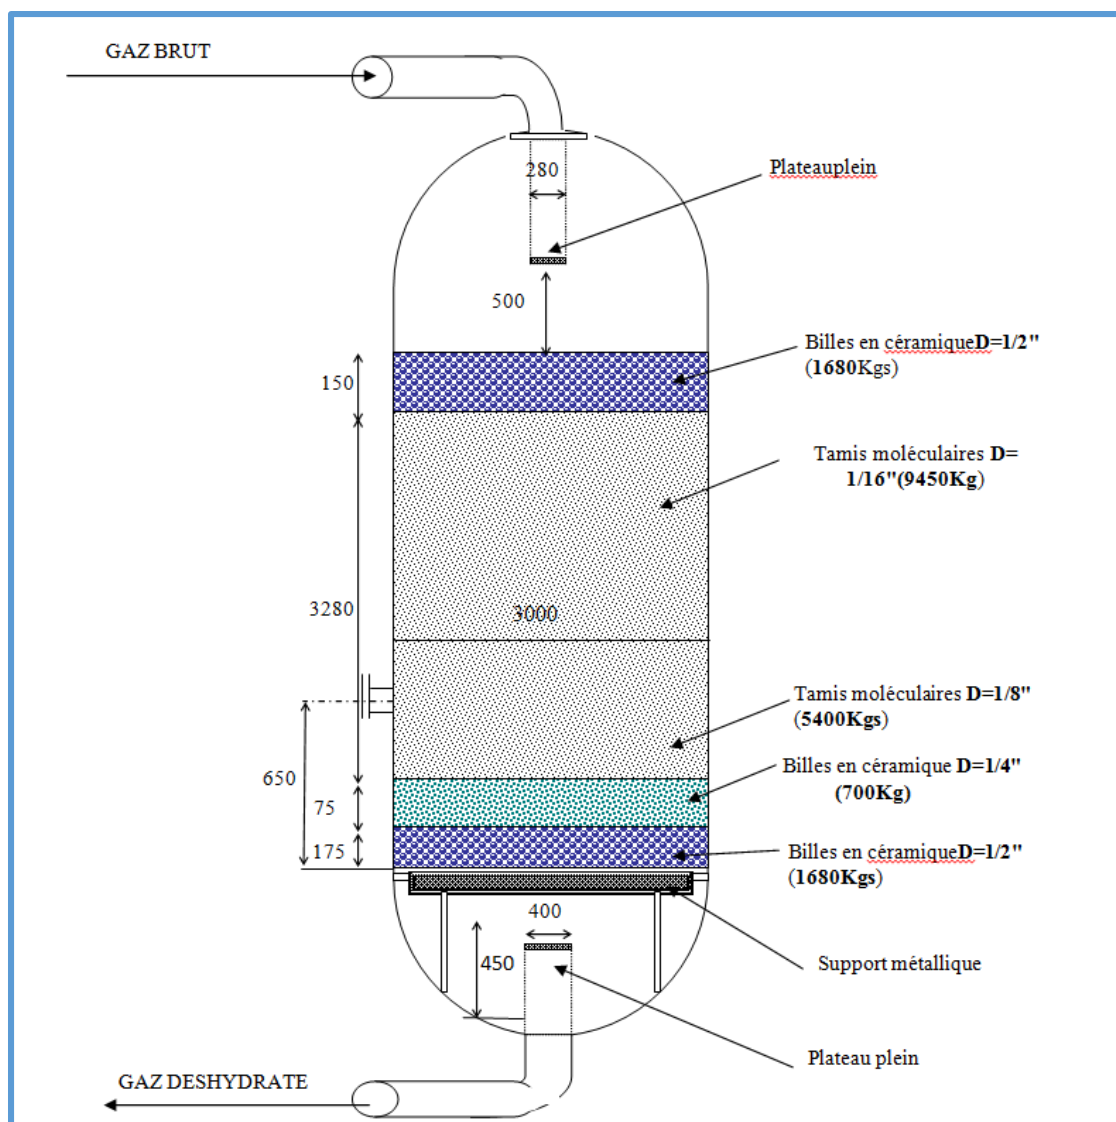 GAZ BRUT
280
Plateauplein
500
Billes en céramiqueD=1/2"
(1680Kgs)
150
Tamis moléculaires D=
1/16"(9450Kg)
3280
3000
Tamis moléculaires D=1/8"
(5400Kgs)
650
Billes en céramique D=1/4"
(700Kg)
75
175
Billes en céramiqueD=1/2"
(1680Kgs)
400
450
Support métallique
Plateau plein
GAZ DESHYDRATE